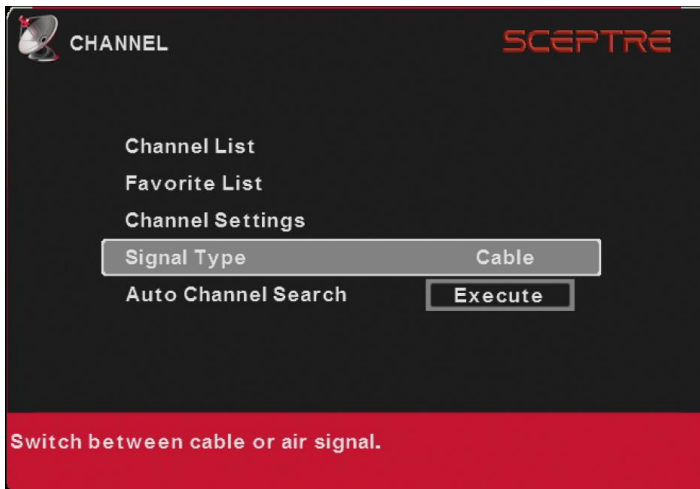 CHANNEL
SCEPTRE
Channel List
Favorite List
Channel Settings
Signal Type Cable
Auto Channel Search Execute
Switch between cable or air signal.